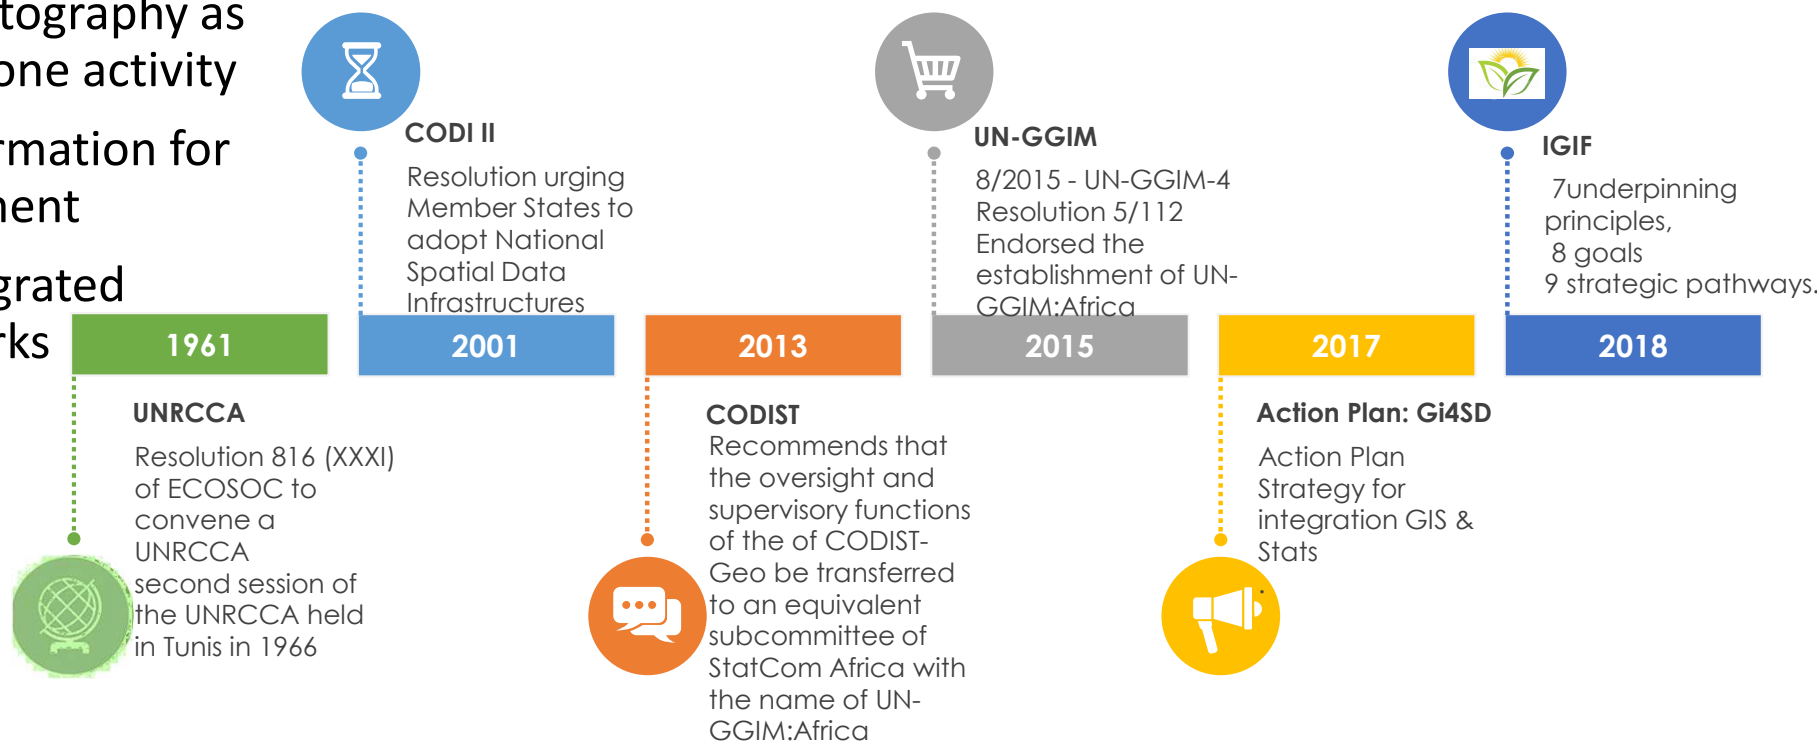 tography as
one activity
rmation for
nent
grated
rks
CODI II
Resolution urging
Member States to
adopt National
Spatial Data
Infrastructures
UN-GGIM
8/2015 - UN-GGIM-4
Resolution 5/112
Endorsed the
establishment of UN-
GGIM:Africa
IGIF
7underpinning
principles,
8 goals
9 strategic pathways.
1961
2001
2013
2015
2017
2018
UNRCCA
Resolution 816 (XXXI)
of ECOSOC to
convene a
UNRCCA
second session of
the UNRCCA held
in Tunis in 1966
CODIST
Recommends that
the oversight and
supervisory functions
of the of CODIST-
Geo be transferred
to an equivalent
subcommittee of
StatCom Africa with
the name of UN-
GGIM:Africa
Action Plan: Gi4SD
Action Plan
Strategy for
integration GIS &
Stats
.